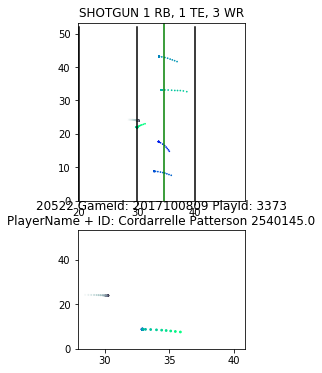 SHOTGUN 1 RB, 1 TE, 3 WR
50
40
30
20
10
0
20 30 40
20522 GameId: 2017100809 PlayId: 3373
PlayerName + ID: Cordarrelle Patterson 2540145.0
40
20
0
30 35 40